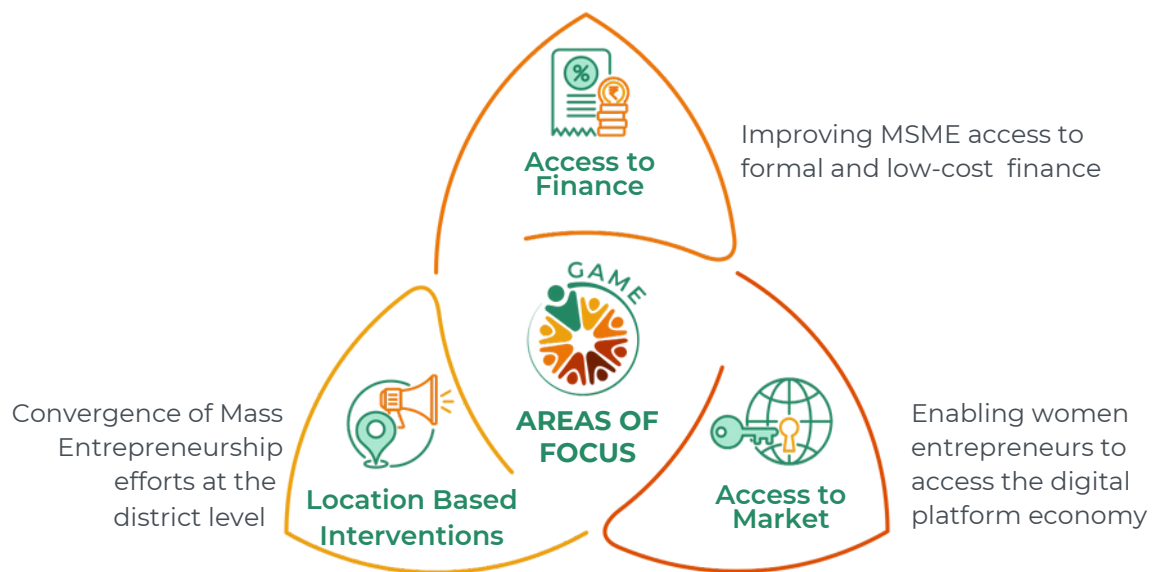 %
₹
Access to
Finance
Improving MSME access to
formal and low-cost finance
GAME
AREAS OF
FOCUS
Convergence of Mass
Entrepreneurship
efforts at the
district level
Location Based
Interventions
Access to
Market
Enabling women
entrepreneurs to
access the digital
platform economy